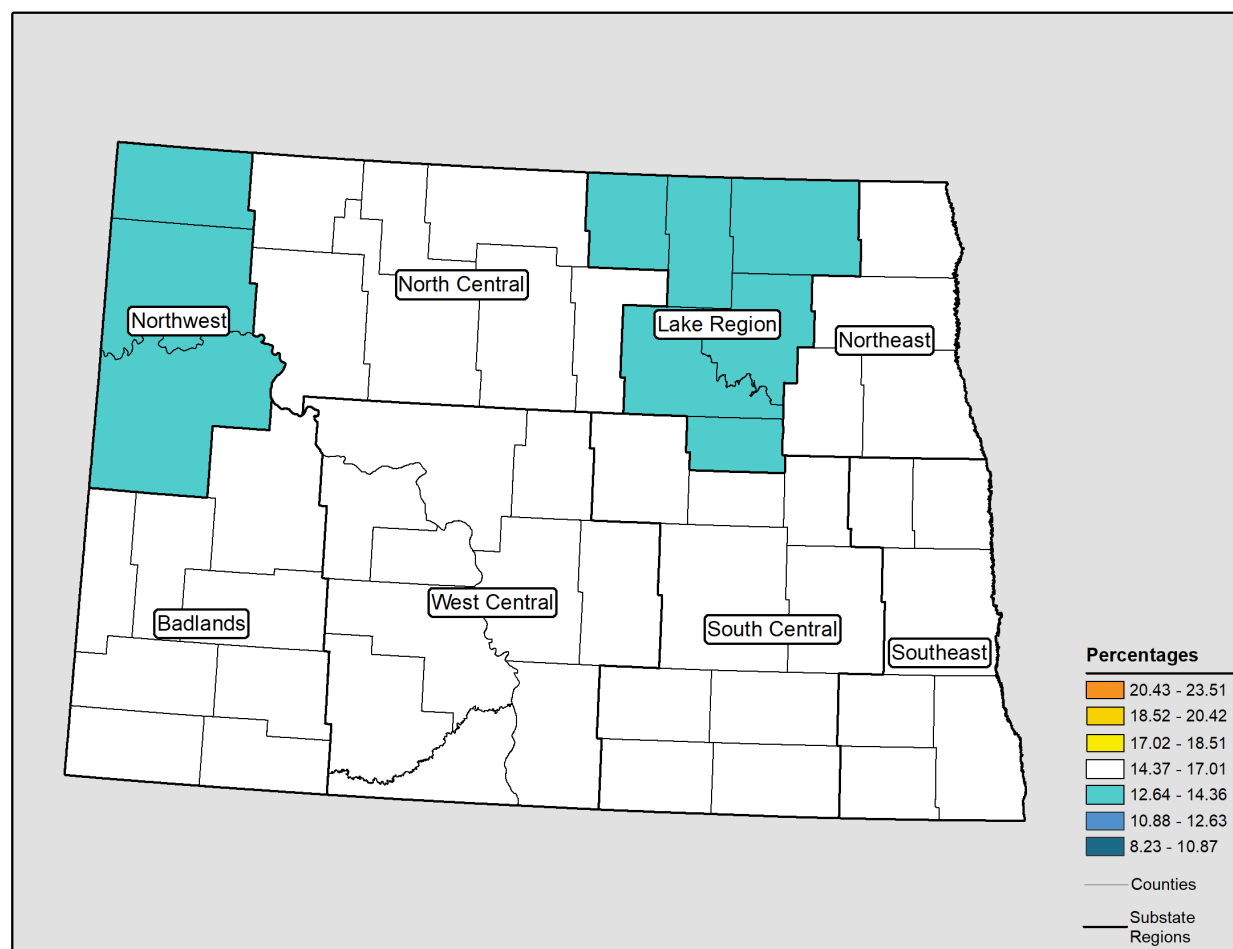 North Central
Northwest
Lake Region
Northeast
West Central
Badlands
South Central
Southeast
Percentages
20.43 - 23.51
18.52 - 20.42
17.02 - 18.51
14.37 - 17.01
12.64 - 14.36
10.88 - 12.63
8.23 - 10.87
Counties
Substate
Regions